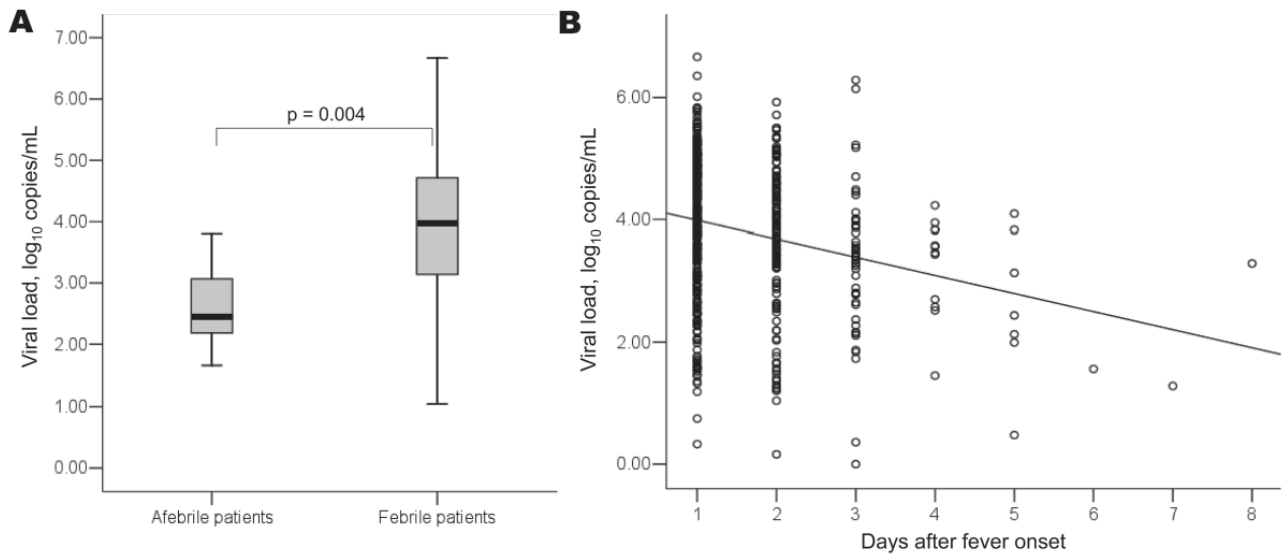 A
Viral load, log₁₀ copies/mL
7.00
6.00
5.00
4.00
3.00
2.00
1.00
0.00
p = 0.004
Afebrile patients
Febrile patients
B
Viral load, log₁₀ copies/mL
6.00
4.00
2.00
0.00
1 2 3 4 5 6 7 8
Days after fever onset